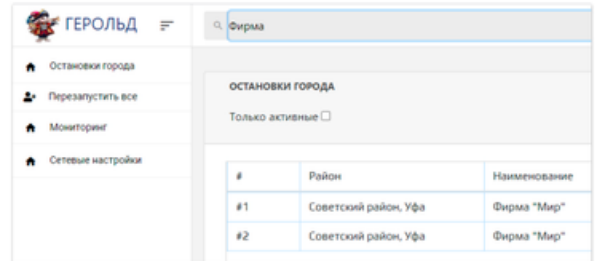 ГЕРОЛЬД
Фирма
Остановки города
Перезапустить все
Мониторинг
Сетевые настройки
ОСТАНОВКИ ГОРОДА
Только активные
# Район Наименование
#1 Советский район, Уфа Фирма "Мир"
#2 Советский район, Уфа Фирма "Мир"